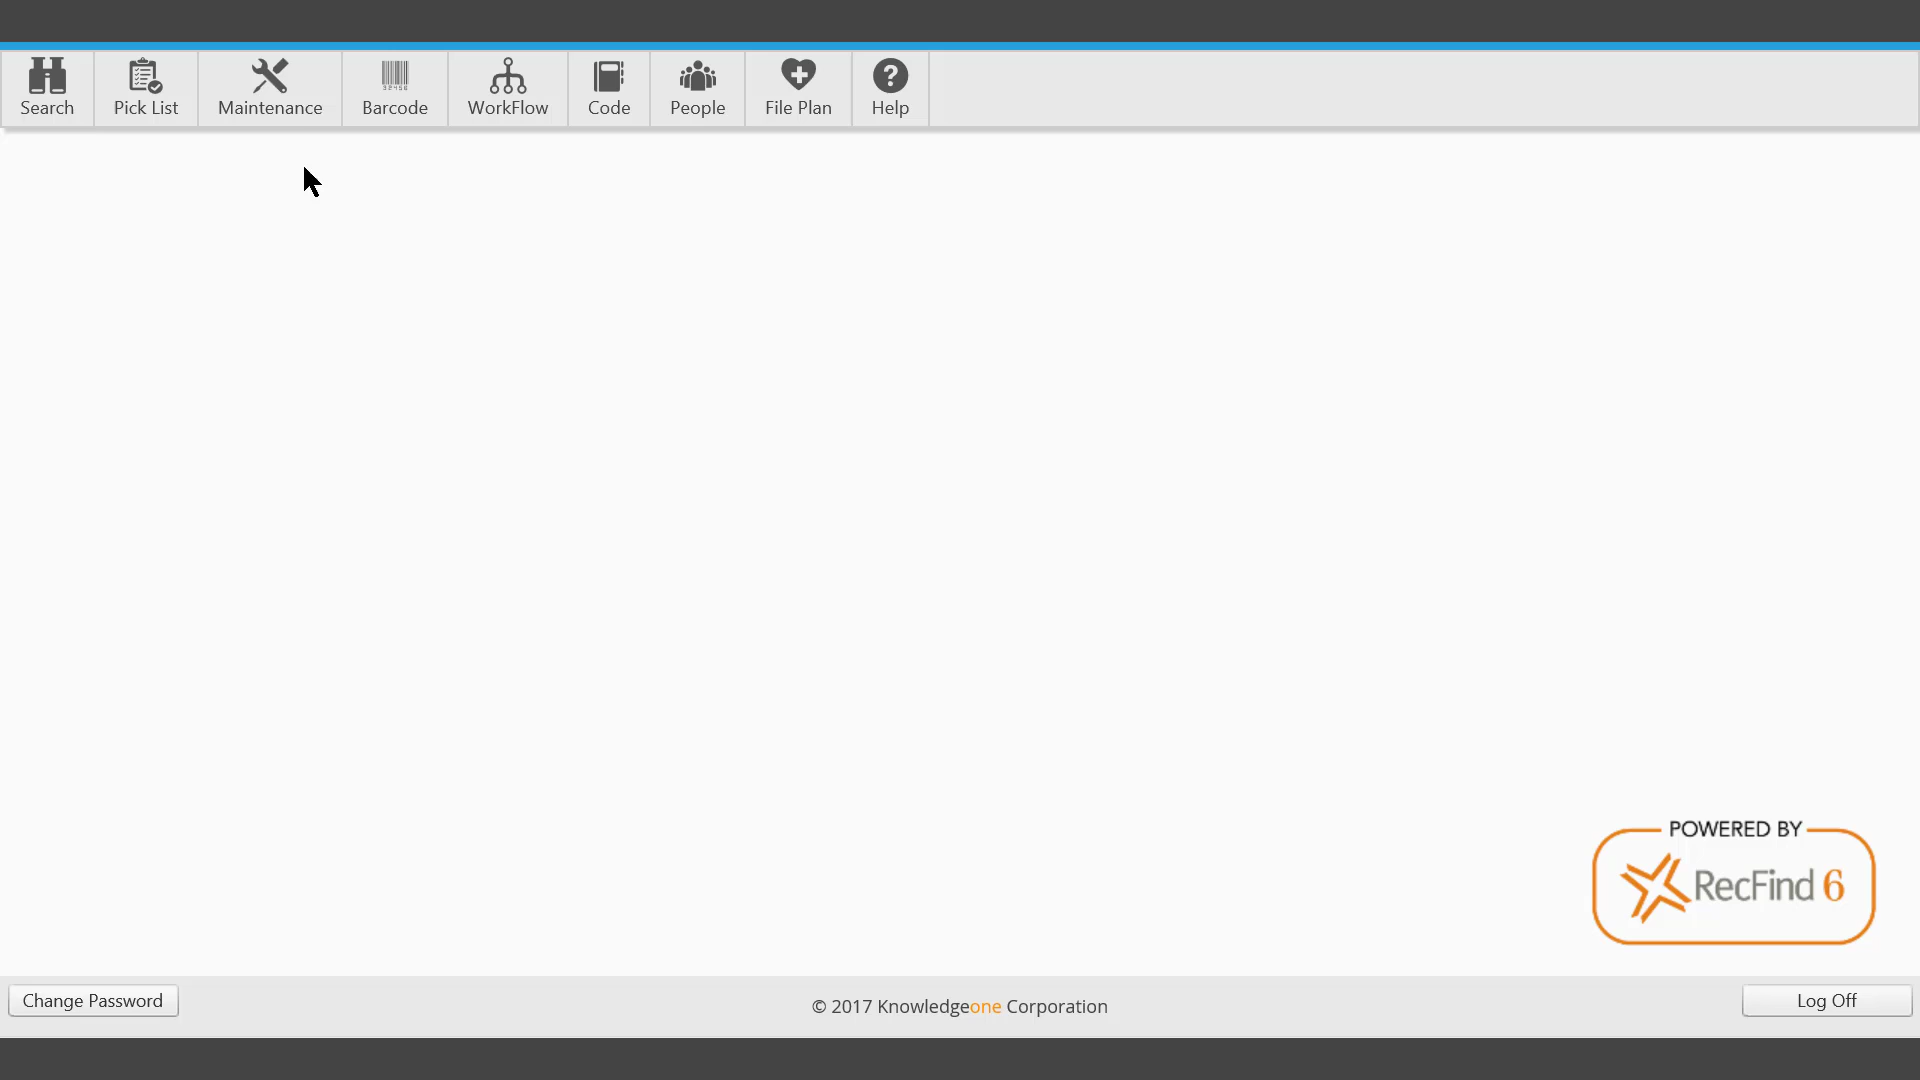 Search
Pick List
Maintenance
32456
Barcode
WorkFlow
Code
People
File Plan
Help
POWERED BY
RecFind 6
Change Password
© 2017 Knowledgeone Corporation
Log Off